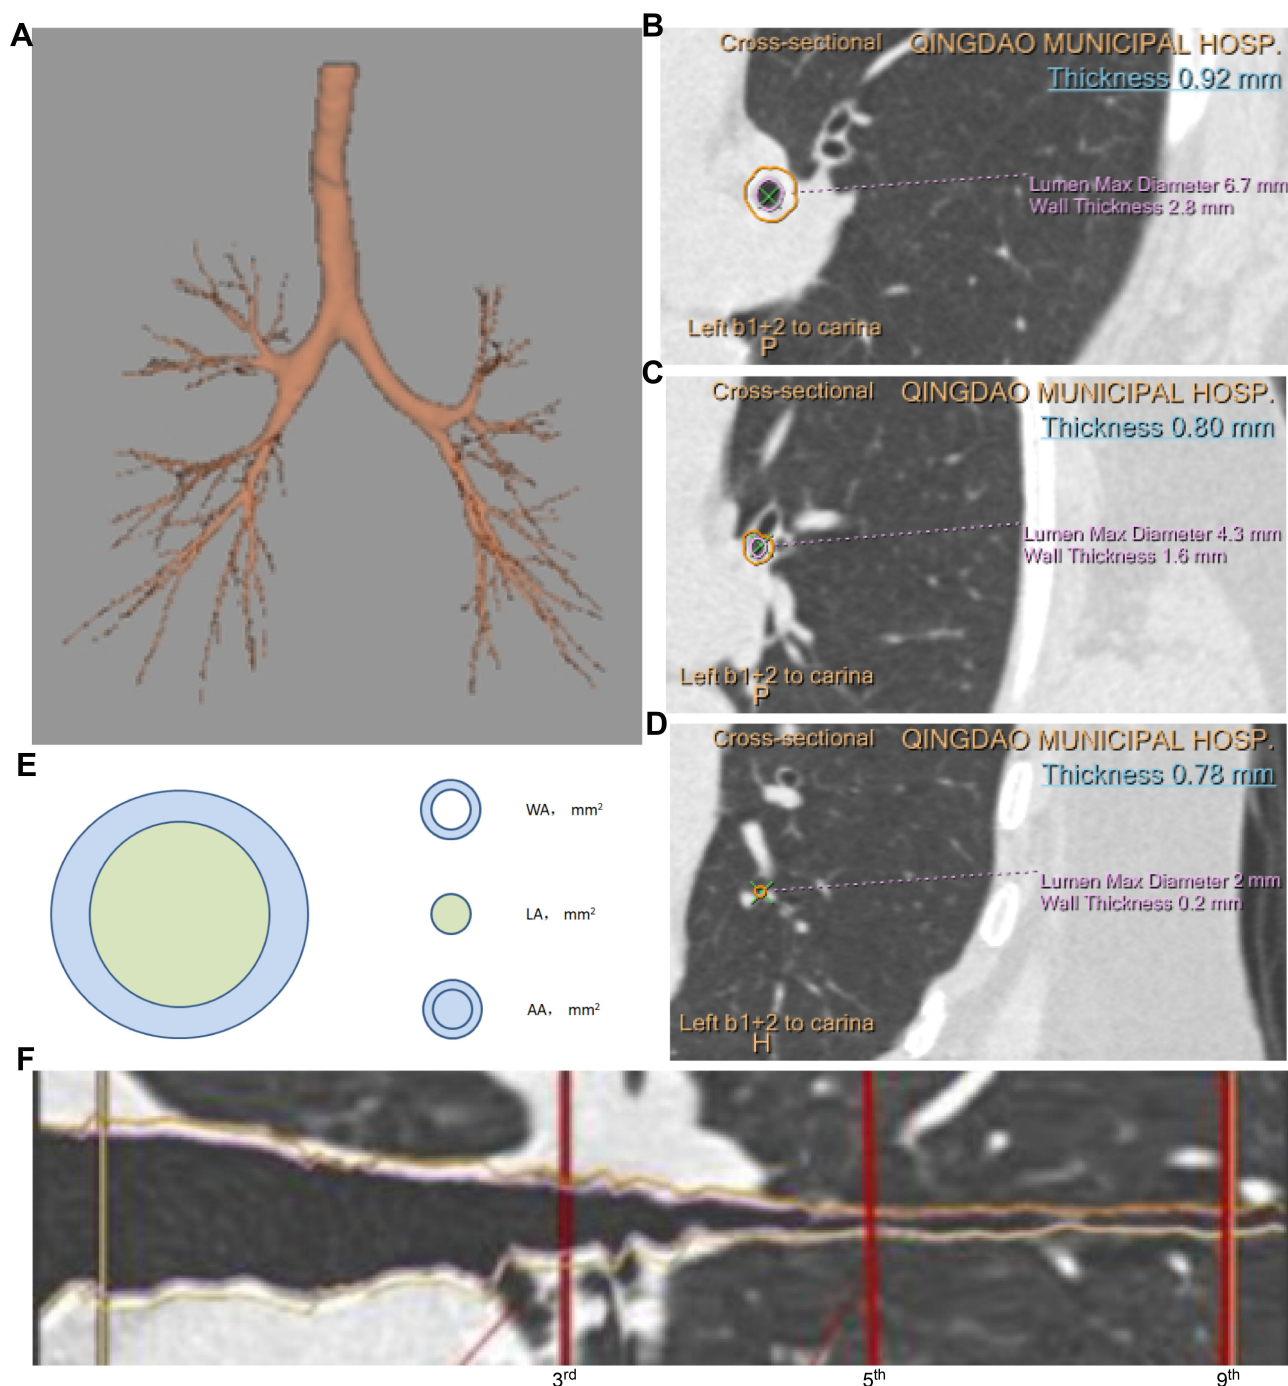 A
B
Cross-sectional QINGDAO MUNICIPAL HOSP.
Thickness 0.92 mm
Lumen Max Diameter 6.7 mm
Wall Thickness 2.8 mm
Left b1+2 to carina
P
C
Cross-sectional QINGDAO MUNICIPAL HOSP.
Thickness 0.80 mm
Lumen Max Diameter 4.3 mm
Wall Thickness 1.6 mm
Left b1+2 to carina
P
D
Cross-sectional QINGDAO MUNICIPAL HOSP.
Thickness 0.78 mm
Lumen Max Diameter 2 mm
Wall Thickness 0.2 mm
Left b1+2 to carina
H
E
WA， mm²
LA， mm²
AA， mm²
F
3rd 5th 9th